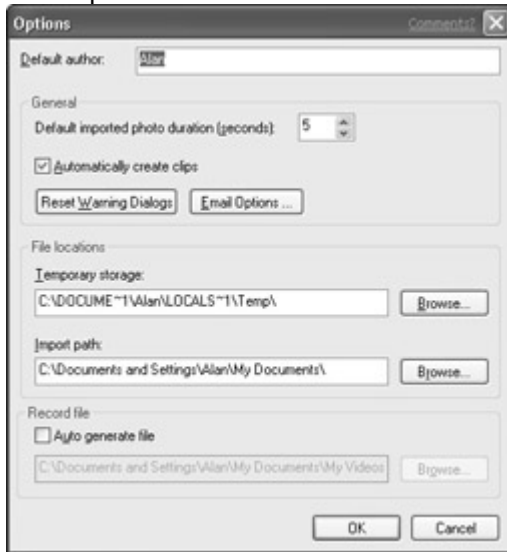 Options Comments?
Default author: Alan
General
Default imported photo duration (seconds): 5
Automatically create clips
Reset Warning Dialogs Email Options ...
File locations
Temporary storage:
C:\DOCUME~1\Alan\LOCALS~1\Temp\ Browse...
Import path:
C:\Documents and Settings\Alan\My Documents\ Browse...
Record file
Auto generate file
C:\Documents and Settings\Alan\My Documents\My Videos Browse...
OK Cancel